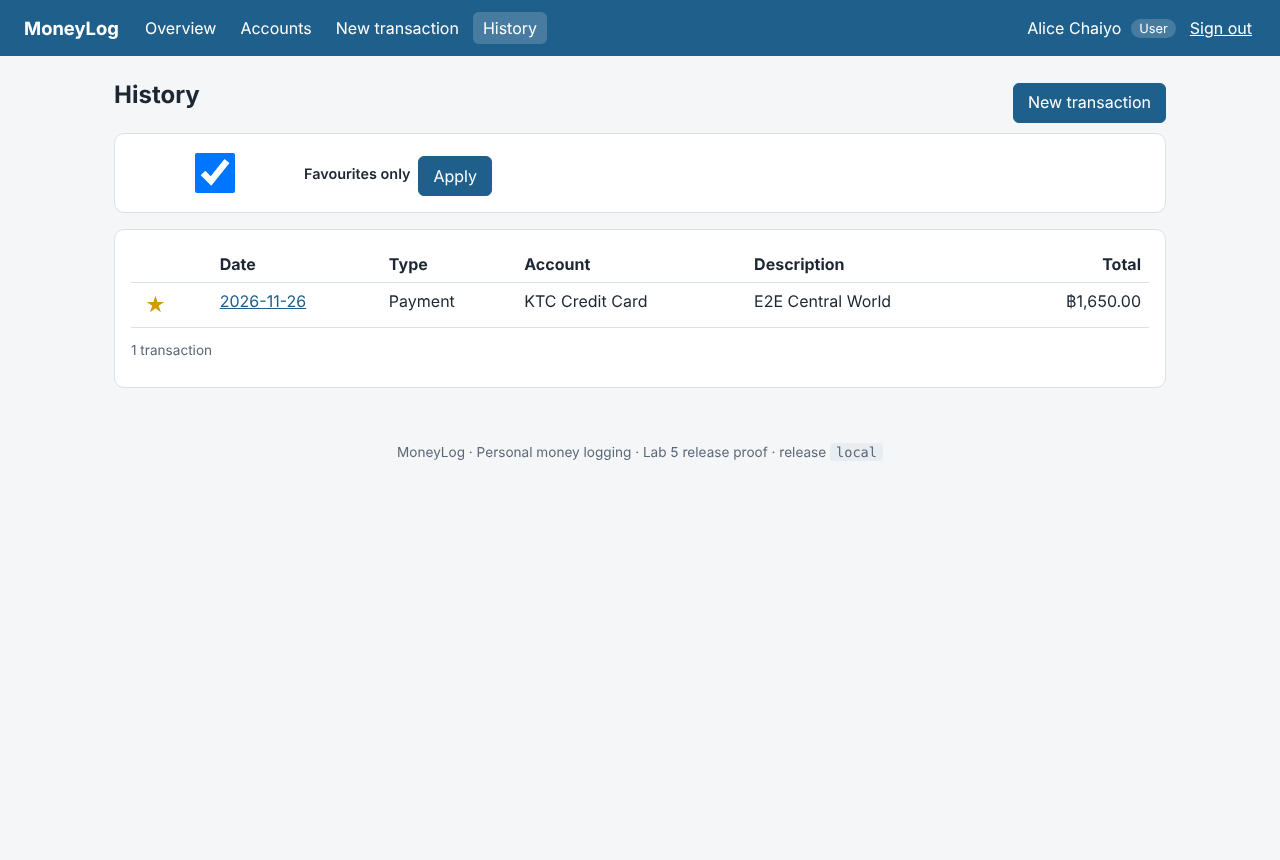 MoneyLog Overview Accounts New transaction History Alice Chaiyo User Sign out
History
New transaction
Favourites only Apply
Date Type Account Description Total
★ 2026-11-26 Payment KTC Credit Card E2E Central World ฿1,650.00
1 transaction
MoneyLog · Personal money logging · Lab 5 release proof · release local